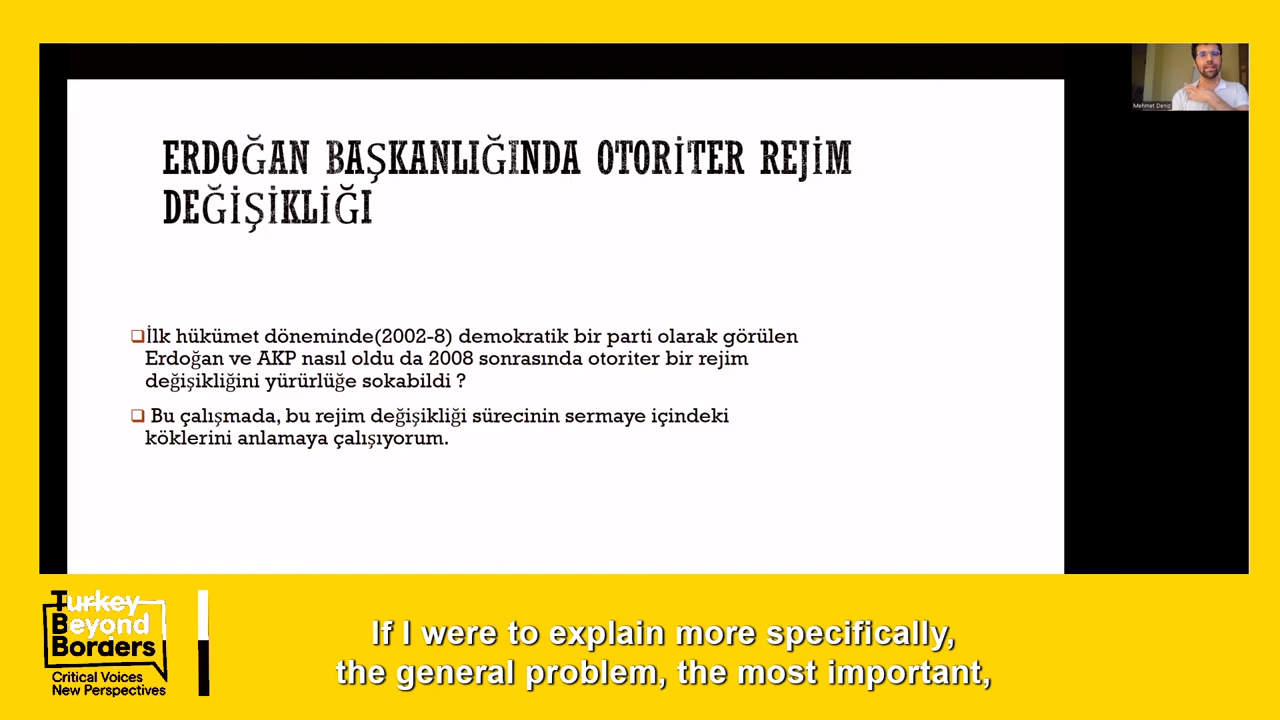 Mehmet Deniz
ERDOĞAN BAŞKANLIĞINDA OTORİTER REJİM
DEĞİŞİKLİĞİ
İlk hükümet döneminde(2002-8) demokratik bir parti olarak görülen
Erdoğan ve AKP nasıl oldu da 2008 sonrasında otoriter bir rejim
değişikliğini yürürlüğe sokabildi ?
Bu çalışmada, bu rejim değişikliği sürecinin sermaye içindeki
köklerini anlamaya çalışıyorum.
Turkey
Beyond
Borders
Critical Voices
New Perspectives
If I were to explain more specifically,
the general problem, the most important,